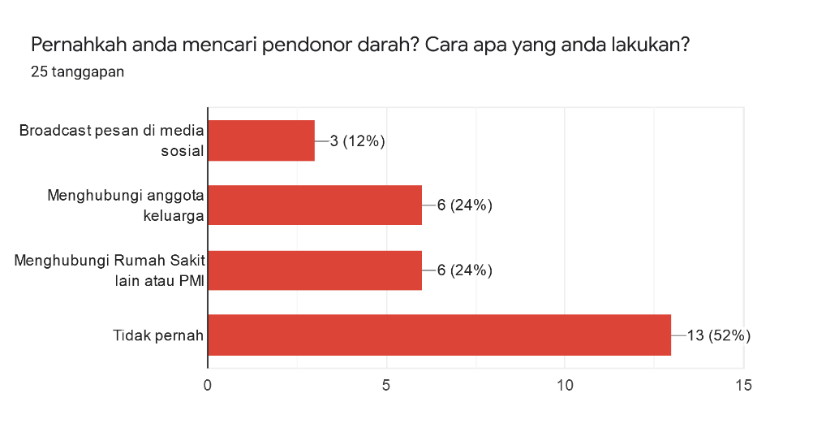 Pernahkah anda mencari pendonor darah? Cara apa yang anda lakukan?
25 tanggapan
Broadcast pesan di media
sosial
3 (12%)
Menghubungi anggota
keluarga
6 (24%)
Menghubungi Rumah Sakit
lain atau PMI
6 (24%)
Tidak pernah
13 (52%)
0
5
10
15